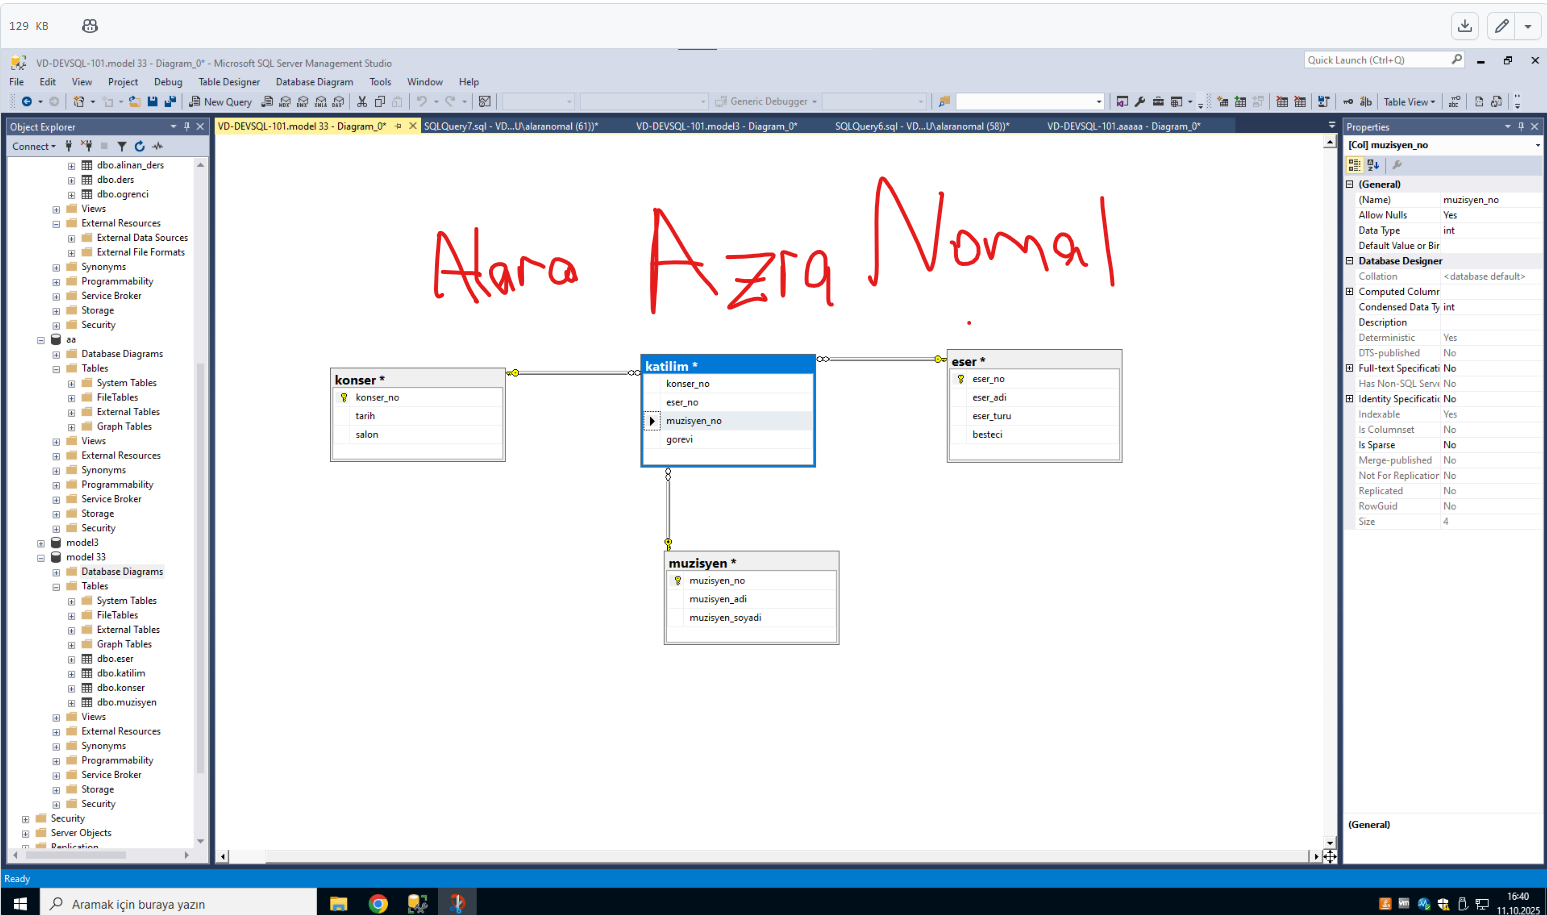 129 KB
VD-DEVSQL-101.model 33 - Diagram_0* - Microsoft SQL Server Management Studio
Quick Launch (Ctrl+Q)
File Edit View Project Debug Table Designer Database Diagram Tools Window Help
New Query
Generic Debugger
Table View
Object Explorer
VD-DEVSQL-101.model 33 - Diagram_0*
SQLQuery7.sql - VD...U\alaranomal (61))*
VD-DEVSQL-101.model3 - Diagram_0*
SQLQuery6.sql - VD...U\alaranomal (58))*
VD-DEVSQL-101.aaaaa - Diagram_0*
Connect
dbo.alinan_ders
dbo.ders
dbo.ogrenci
Views
External Resources
External Data Sources
External File Formats
Synonyms
Programmability
Service Broker
Storage
Security
aa
Database Diagrams
Tables
System Tables
FileTables
External Tables
Graph Tables
Views
External Resources
Synonyms
Programmability
Service Broker
Storage
Security
model3
model 33
Database Diagrams
Tables
System Tables
FileTables
External Tables
Graph Tables
dbo.eser
dbo.katilim
dbo.konser
dbo.muzisyen
Views
External Resources
Synonyms
Programmability
Service Broker
Storage
Security
Security
Server Objects
Replication
Alara Azra Nomal
konser *
konser_no
tarih
salon
katilim *
konser_no
eser_no
muzisyen_no
gorevi
eser *
eser_no
eser_adi
eser_turu
besteci
muzisyen *
muzisyen_no
muzisyen_adi
muzisyen_soyadi
Properties
[Col] muzisyen_no
(General)
(Name) muzisyen_no
Allow Nulls Yes
Data Type int
Default Value or Bir
Database Designer
Collation <database default>
Computed Column
Condensed Data Ty int
Description
Deterministic Yes
DTS-published No
Full-text Specificati No
Has Non-SQL Serve No
Identity Specificatic No
Indexable Yes
Is Columnset No
Is Sparse No
Merge-published No
Not For Replication No
Replicated No
RowGuid No
Size 4
(General)
Ready
Aramak için buraya yazın
16:40
11.10.2025